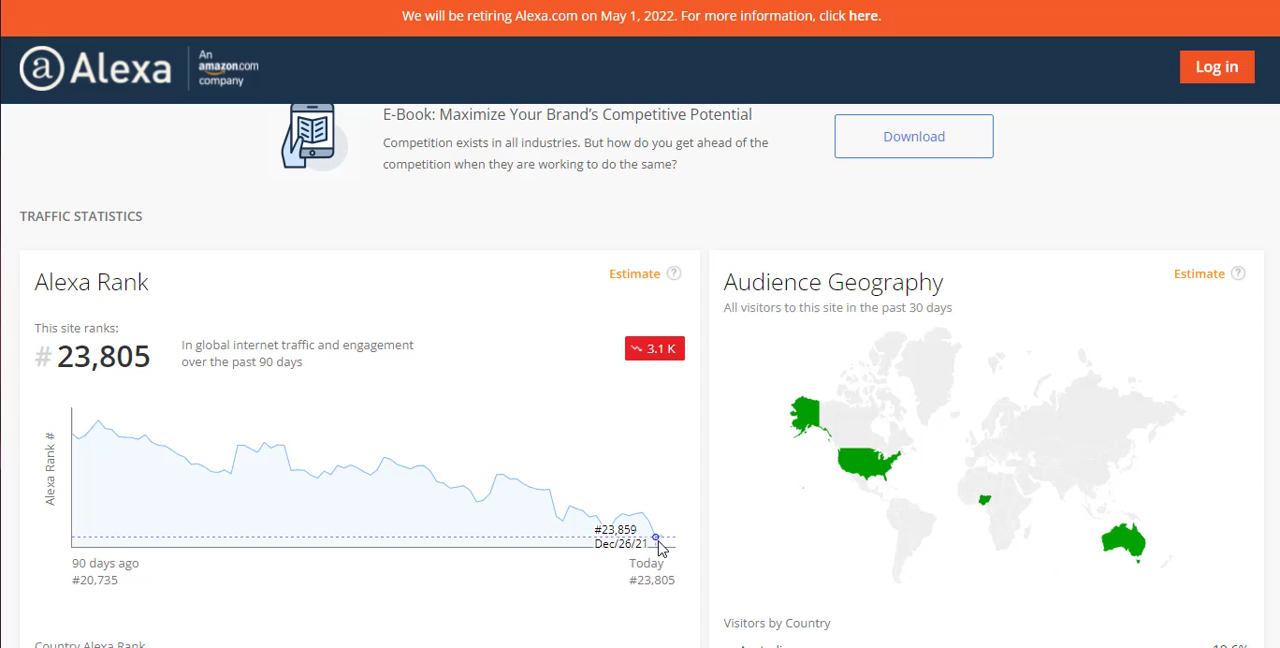 We will be retiring Alexa.com on May 1, 2022. For more information, click here.
a Alexa
An
amazon.com
company
Log in
E-Book: Maximize Your Brand’s Competitive Potential
Competition exists in all industries. But how do you get ahead of the
competition when they are working to do the same?
Download
TRAFFIC STATISTICS
Alexa Rank
Estimate ?
This site ranks:
# 23,805
In global internet traffic and engagement
over the past 90 days
3.1 K
Alexa Rank #
#23,859
Dec/26/21
90 days ago
#20,735
Today
#23,805
Country Alexa Rank
Audience Geography
Estimate ?
All visitors to this site in the past 30 days
Visitors by Country